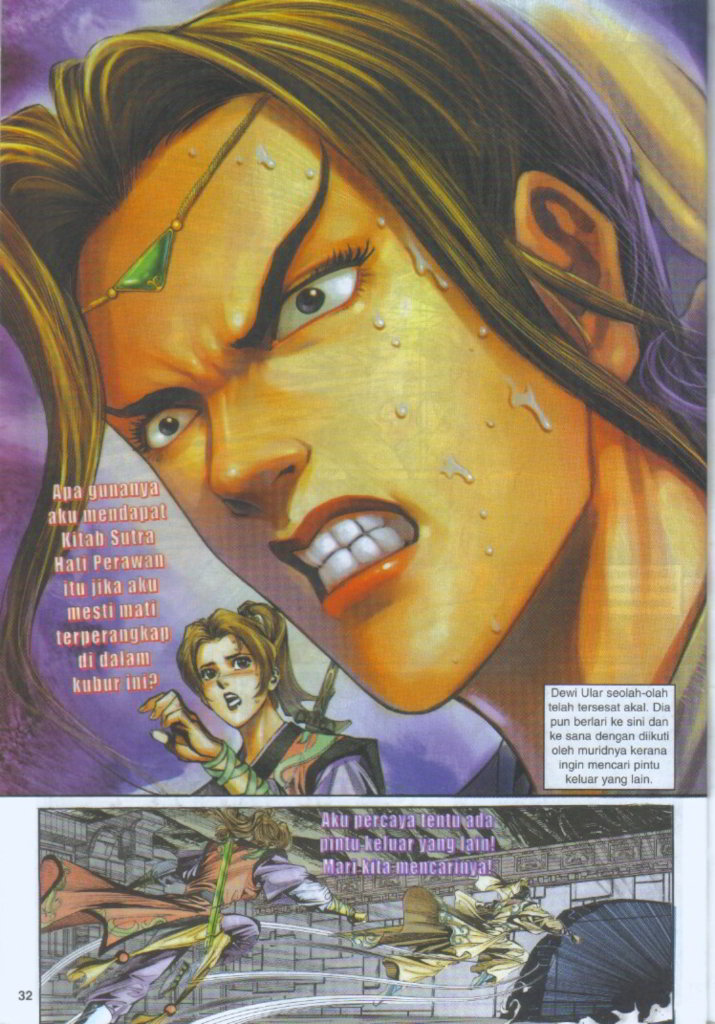 Apa gunanya
aku mendapat
Kitab Sutra
Hati Perawan
itu jika aku
mesti mati
terperangkap
di dalam
kubur ini?
Dewi Ular seolah-olah
telah tersesat akal. Dia
pun berlari ke sini dan
ke sana dengan diikuti
oleh muridnya kerana
ingin mencari pintu
keluar yang lain.
Aku percaya tentu ada
pintu keluar yang lain!
Mari kita mencarinya!
32